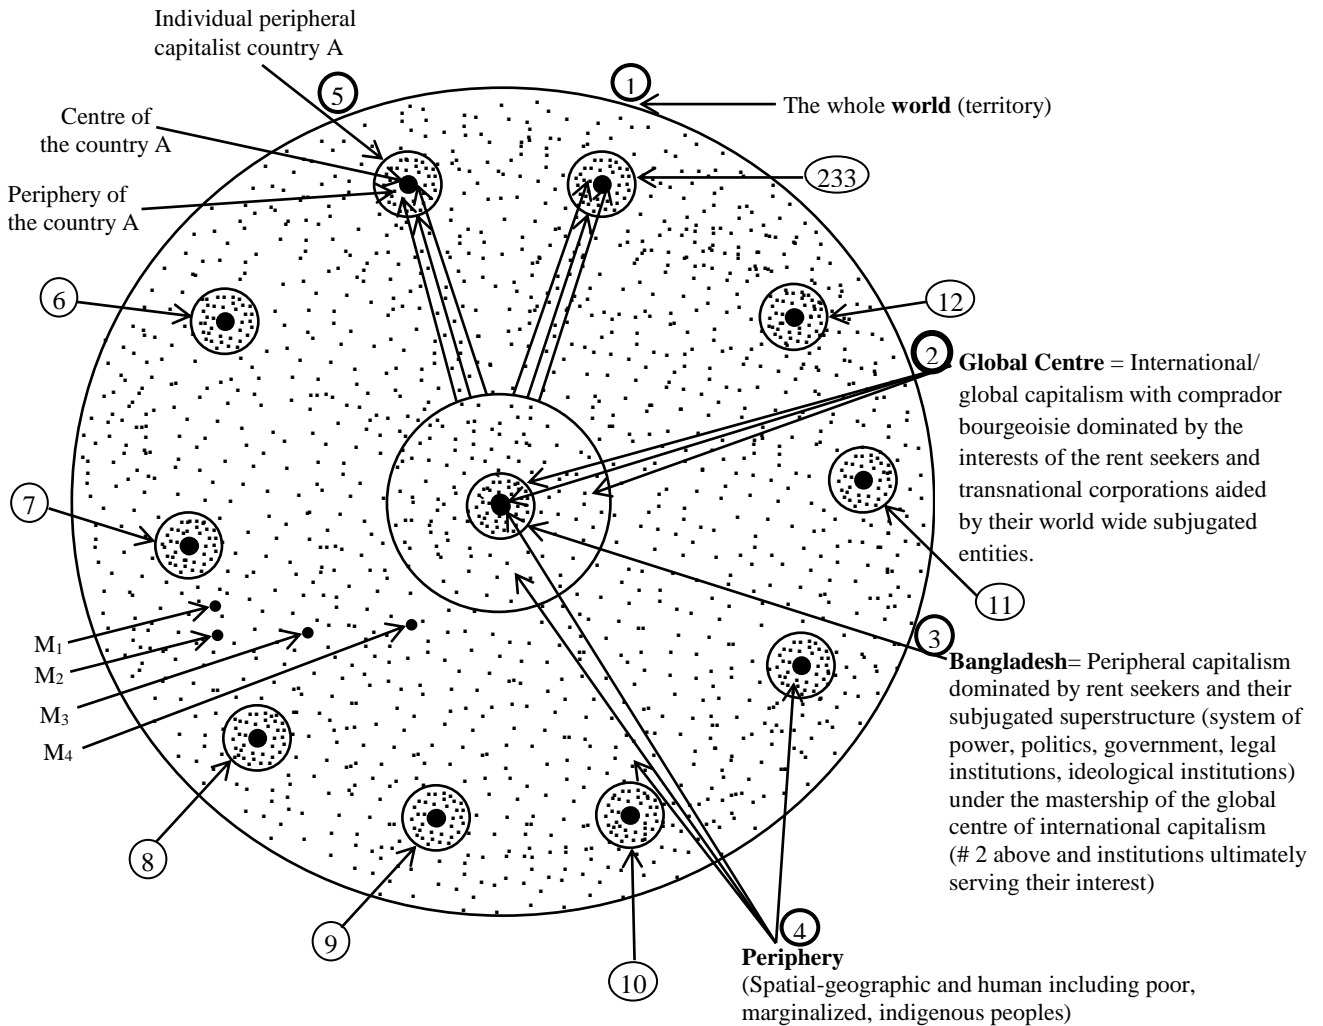 Individual peripheral
capitalist country A
5
1
The whole world (territory)
Centre of
the country A
233
Periphery of
the country A
6
12
2
Global Centre = International/
global capitalism with comprador
bourgeoisie dominated by the
interests of the rent seekers and
transnational corporations aided
by their world wide subjugated
entities.
7
11
3
M1
M2
M3
M4
Bangladesh= Peripheral capitalism
dominated by rent seekers and their
subjugated superstructure (system of
power, politics, government, legal
institutions, ideological institutions)
under the mastership of the global
centre of international capitalism
(# 2 above and institutions ultimately
serving their interest)
8
9
10
4
Periphery
(Spatial-geographic and human including poor,
marginalized, indigenous peoples)